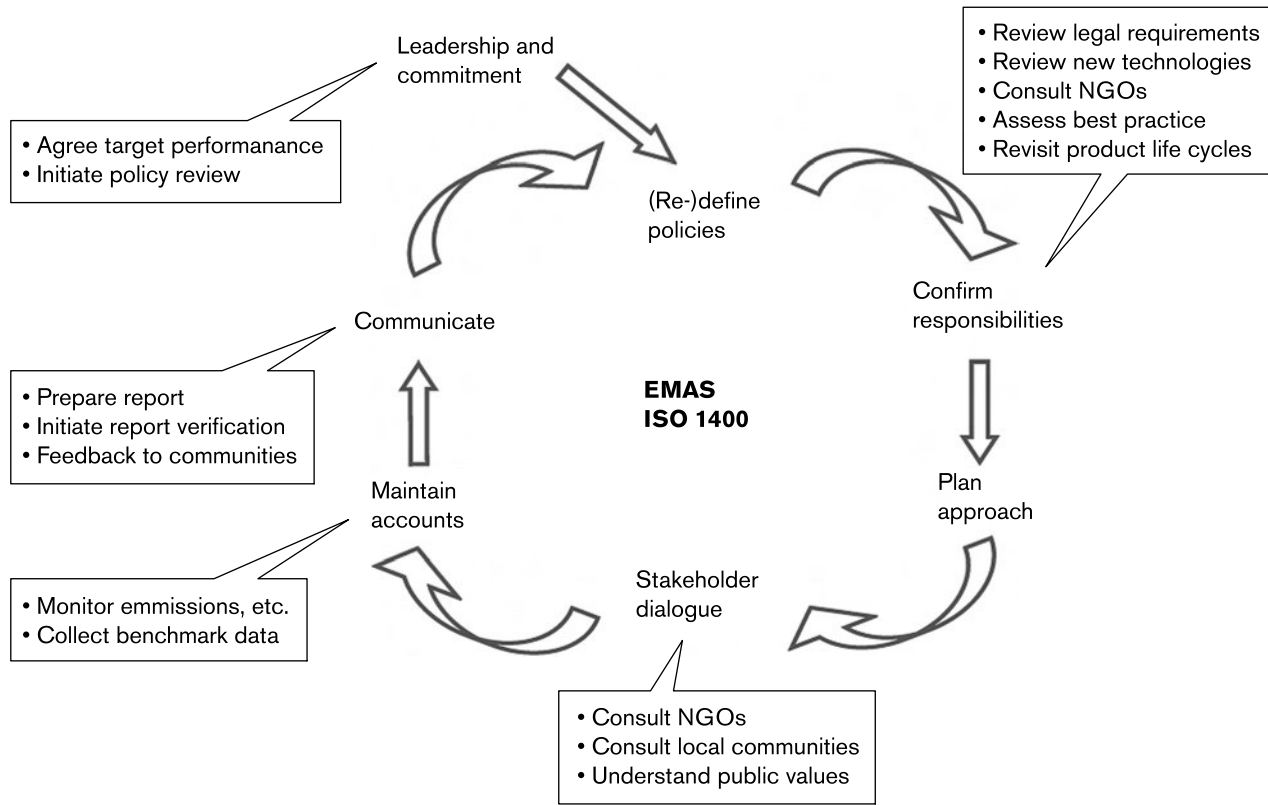 Leadership and
commitment
• Agree target performanance
• Initiate policy review
(Re-)define
policies
• Review legal requirements
• Review new technologies
• Consult NGOs
• Assess best practice
• Revisit product life cycles
Confirm
responsibilities
Plan
approach
Stakeholder
dialogue
• Consult NGOs
• Consult local communities
• Understand public values
Maintain
accounts
• Monitor emmissions, etc.
• Collect benchmark data
Communicate
• Prepare report
• Initiate report verification
• Feedback to communities
EMAS
ISO 1400